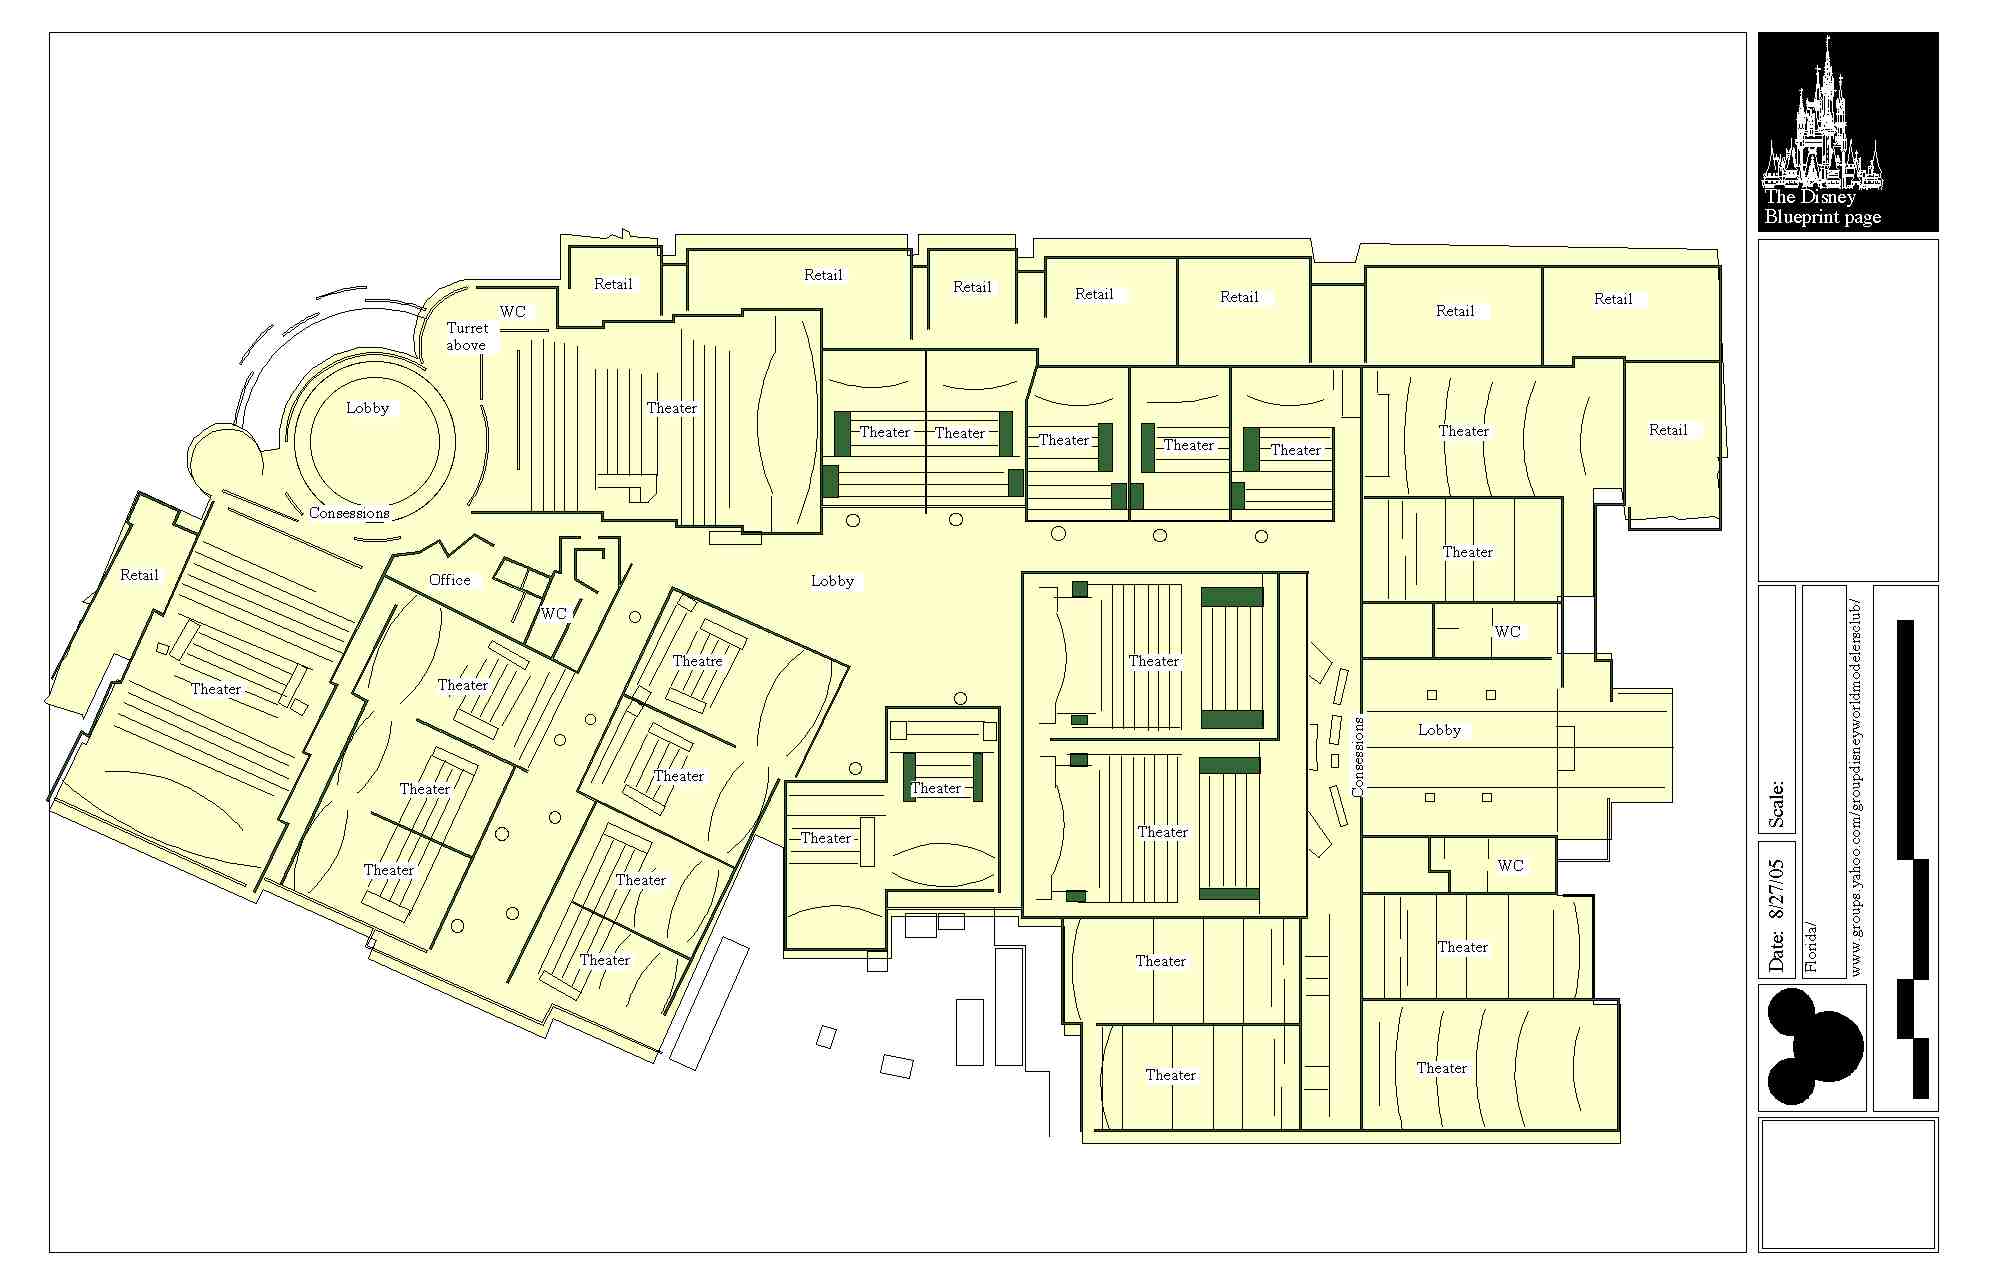 The Disney
Blueprint page
Retail
Retail
Retail
Retail
Retail
Retail
Retail
WC
Turret
above
Lobby
Theater
Theater
Theater
Theater
Theater
Theater
Theater
Retail
Consessions
Theater
Retail
Office
WC
Lobby
WC
Theater
Theater
Theatre
Theater
Theater
Lobby
Consessions
Theater
Theater
Theater
Theater
Theater
Theater
WC
Theater
Theater
Theater
Theater
Theater
Theater
Theater
Scale:
Date: 8/27/05
Florida/
www.groups.yahoo.com/groupdisneyworldmodelersclub/